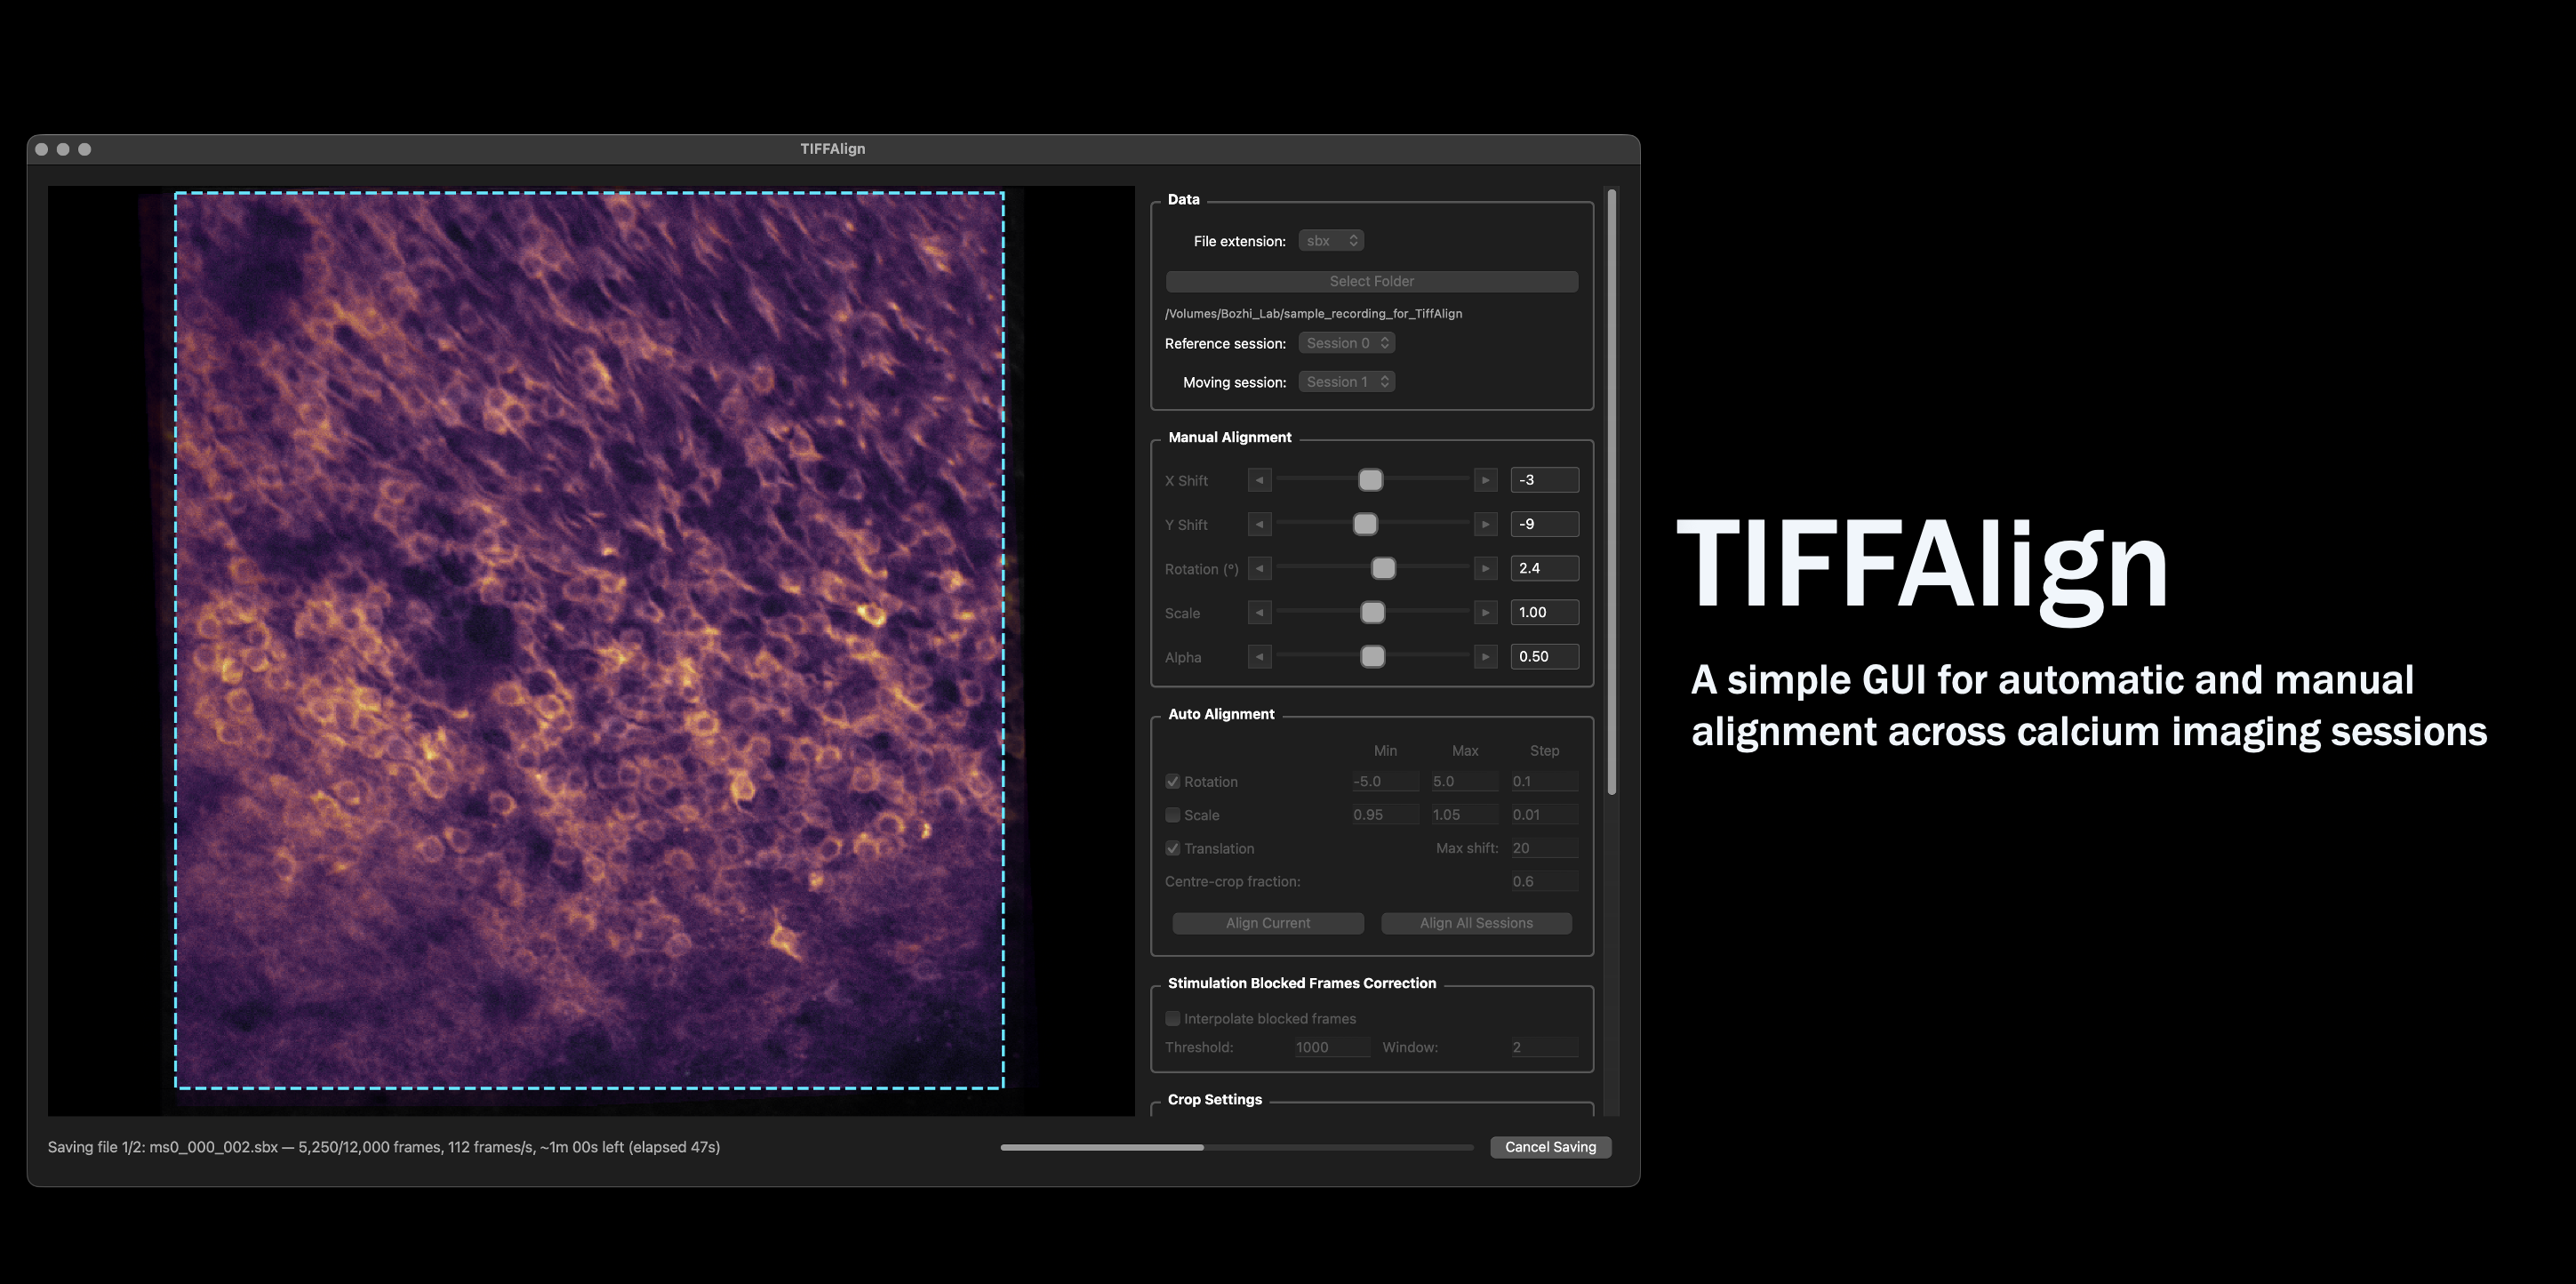 TIFFAlign
Data
File extension: sbx
Select Folder
/Volumes/Bozhi_Lab/sample_recording_for_TiffAlign
Reference session: Session 0
Moving session: Session 1
Manual Alignment
X Shift -3
Y Shift -9
Rotation (°) 2.4
Scale 1.00
Alpha 0.50
Auto Alignment
Min Max Step
Rotation -5.0 5.0 0.1
Scale 0.95 1.05 0.01
Translation Max shift: 20
Centre-crop fraction: 0.6
Align Current Align All Sessions
Stimulation Blocked Frames Correction
Interpolate blocked frames
Threshold: 1000 Window: 2
Crop Settings
Saving file 1/2: ms0_000_002.sbx — 5,250/12,000 frames, 112 frames/s, ~1m 00s left (elapsed 47s)
Cancel Saving
TIFFAlign
A simple GUI for automatic and manual
alignment across calcium imaging sessions